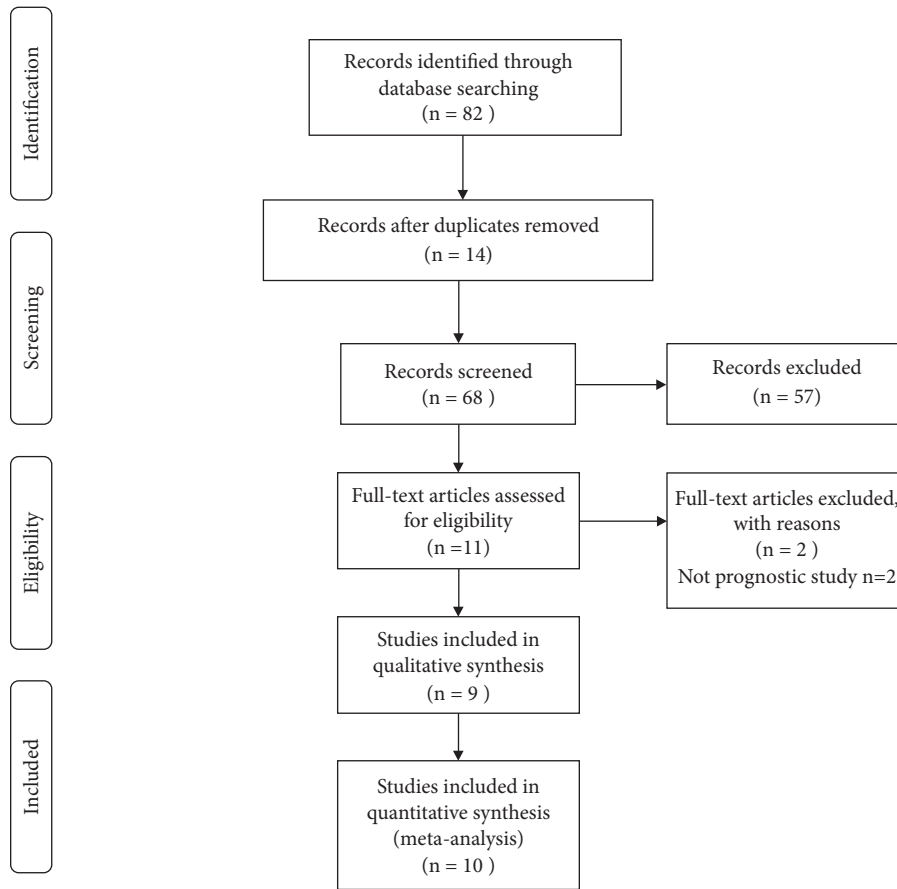 Identification
Records identified through
database searching
(n = 82 )
Records after duplicates removed
(n = 14)
Screening
Records screened
(n = 68 )
Records excluded
(n = 57)
Eligibility
Full-text articles assessed
for eligibility
(n =11)
Full-text articles excluded,
with reasons
(n = 2 )
Not prognostic study n=2
Studies included in
qualitative synthesis
(n = 9 )
Included
Studies included in
quantitative synthesis
(meta-analysis)
(n = 10 )